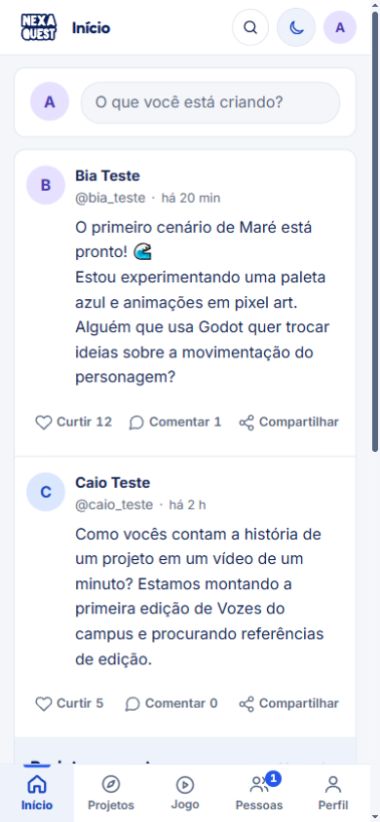 NEXA
QUEST
Início
A
A
O que você está criando?
B
Bia Teste
@bia_teste · há 20 min
O primeiro cenário de Maré está
pronto! 🌊
Estou experimentando uma paleta
azul e animações em pixel art.
Alguém que usa Godot quer trocar
ideias sobre a movimentação do
personagem?
Curtir 12 Comentar 1 Compartilhar
C
Caio Teste
@caio_teste · há 2 h
Como vocês contam a história de
um projeto em um vídeo de um
minuto? Estamos montando a
primeira edição de Vozes do
campus e procurando referências
de edição.
Curtir 5 Comentar 0 Compartilhar
1
Início Projetos Jogo Pessoas Perfil